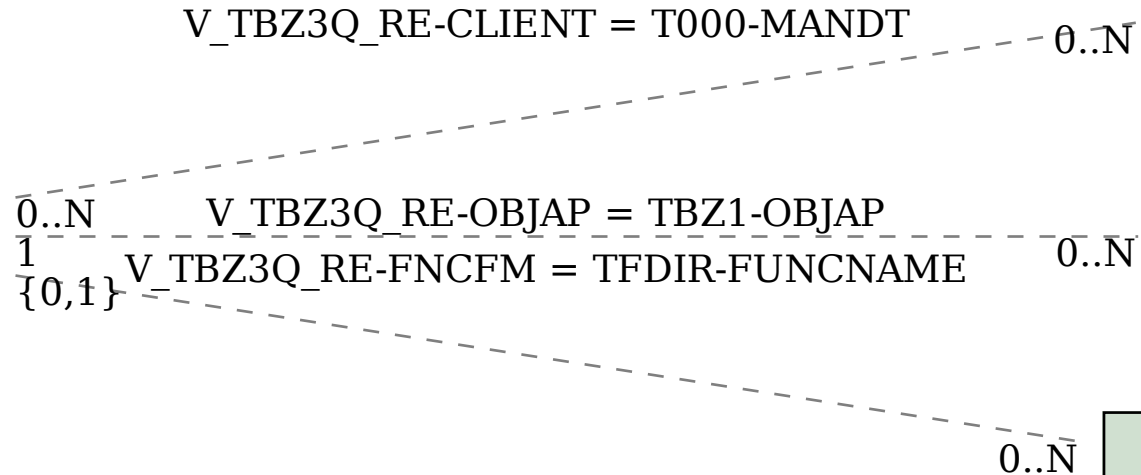 V_TBZ3Q_RE-CLIENT = T000-MANDT
0..N
0..N
V_TBZ3Q_RE-OBJAP = TBZ1-OBJAP
1
0..N
V_TBZ3Q_RE-FNCFM = TFDIR-FUNCNAME
{0,1}
0..N